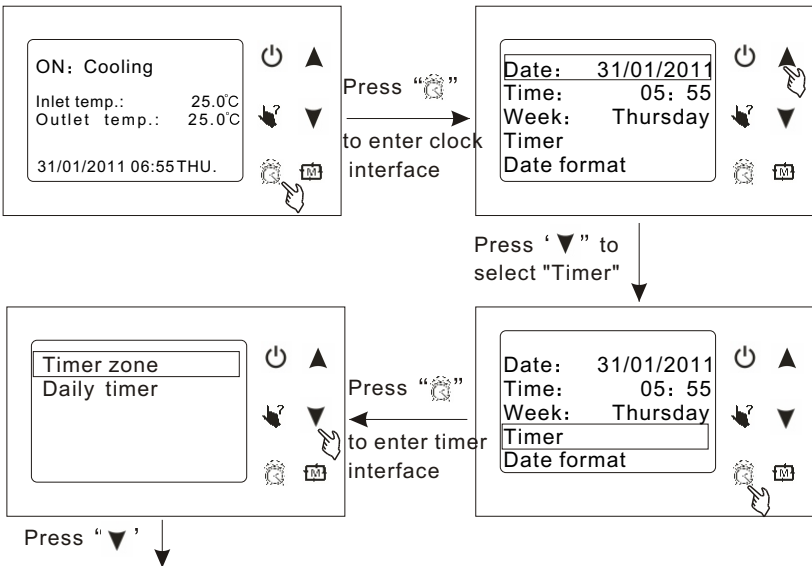 ON: Cooling
Inlet temp.: 25.0°C
Outlet temp.: 25.0°C
31/01/2011 06:55 THU.
?
M
Press “ ”
to enter clock
interface
Date: 31/01/2011
Time: 05: 55
Week: Thursday
Timer
Date format
?
M
Press ‘▼” to
select "Timer"
Date: 31/01/2011
Time: 05: 55
Week: Thursday
Timer
Date format
?
M
Press “ ”
to enter timer
interface
Timer zone
Daily timer
?
M
Press “▼’